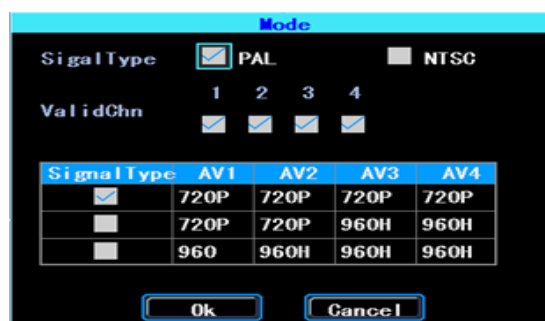 Mode
SigalType PAL NTSC
1 2 3 4
ValidChn
SignalType AV1 AV2 AV3 AV4
720P 720P 720P 720P
720P 720P 960H 960H
960 960H 960H 960H
Ok Cancel